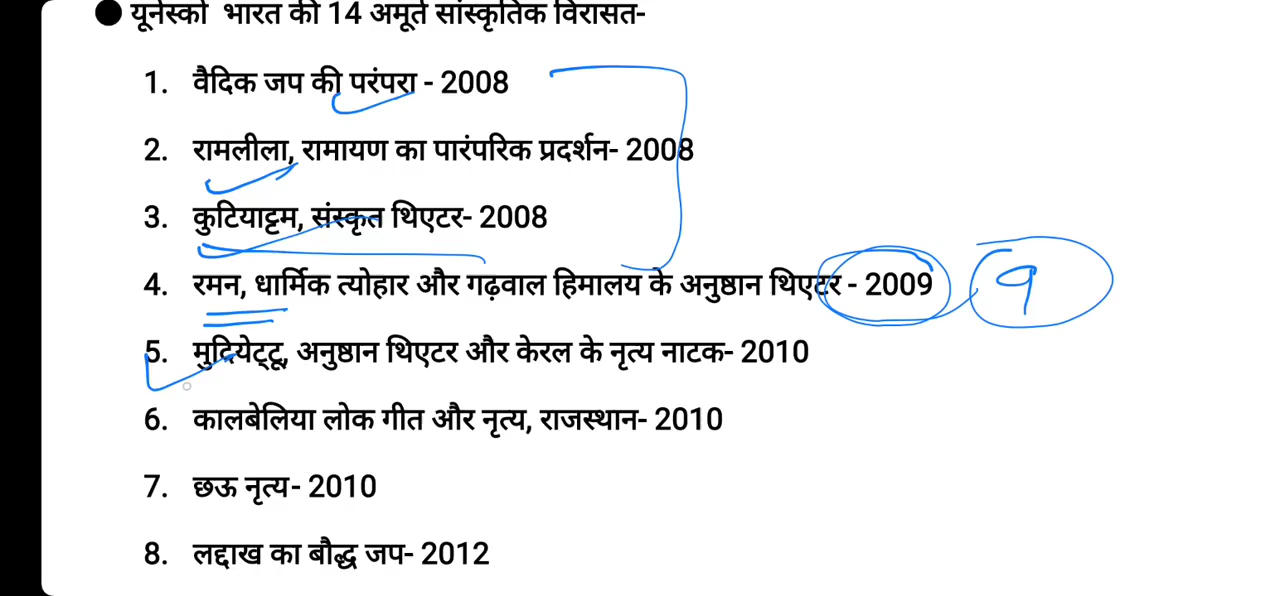 ● यूनेस्को भारत की 14 अमूर्त सांस्कृतिक विरासत-
1. वैदिक जप की परंपरा - 2008
2. रामलीला, रामायण का पारंपरिक प्रदर्शन- 2008
3. कुटियाट्टम, संस्कृत थिएटर- 2008
4. रमन, धार्मिक त्योहार और गढ़वाल हिमालय के अनुष्ठान थिएटर - 2009 9
5. मुदियेट्टू, अनुष्ठान थिएटर और केरल के नृत्य नाटक- 2010
6. कालबेलिया लोक गीत और नृत्य, राजस्थान- 2010
7. छऊ नृत्य- 2010
8. लद्दाख का बौद्ध जप- 2012